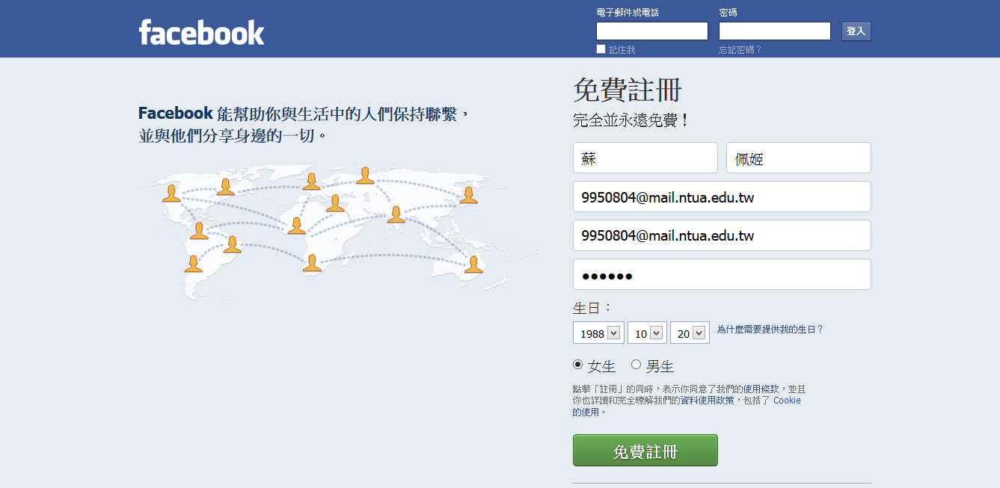 facebook
電子郵件或電話
密碼
登入
記住我
忘記密碼？
Facebook 能幫助你與生活中的人們保持聯繫，
並與他們分享身邊的一切。
免費註冊
完全並永遠免費！
蘇 佩姬
9950804@mail.ntua.edu.tw
9950804@mail.ntua.edu.tw
●●●●●●
生日：
1988 10 20 為什麼需要提供我的生日？
女生 男生
點擊「註冊」的同時，表示你同意了我們的使用條款，並且
你也詳讀和完全瞭解我們的資料使用政策，包括了 Cookie
的使用。
免費註冊